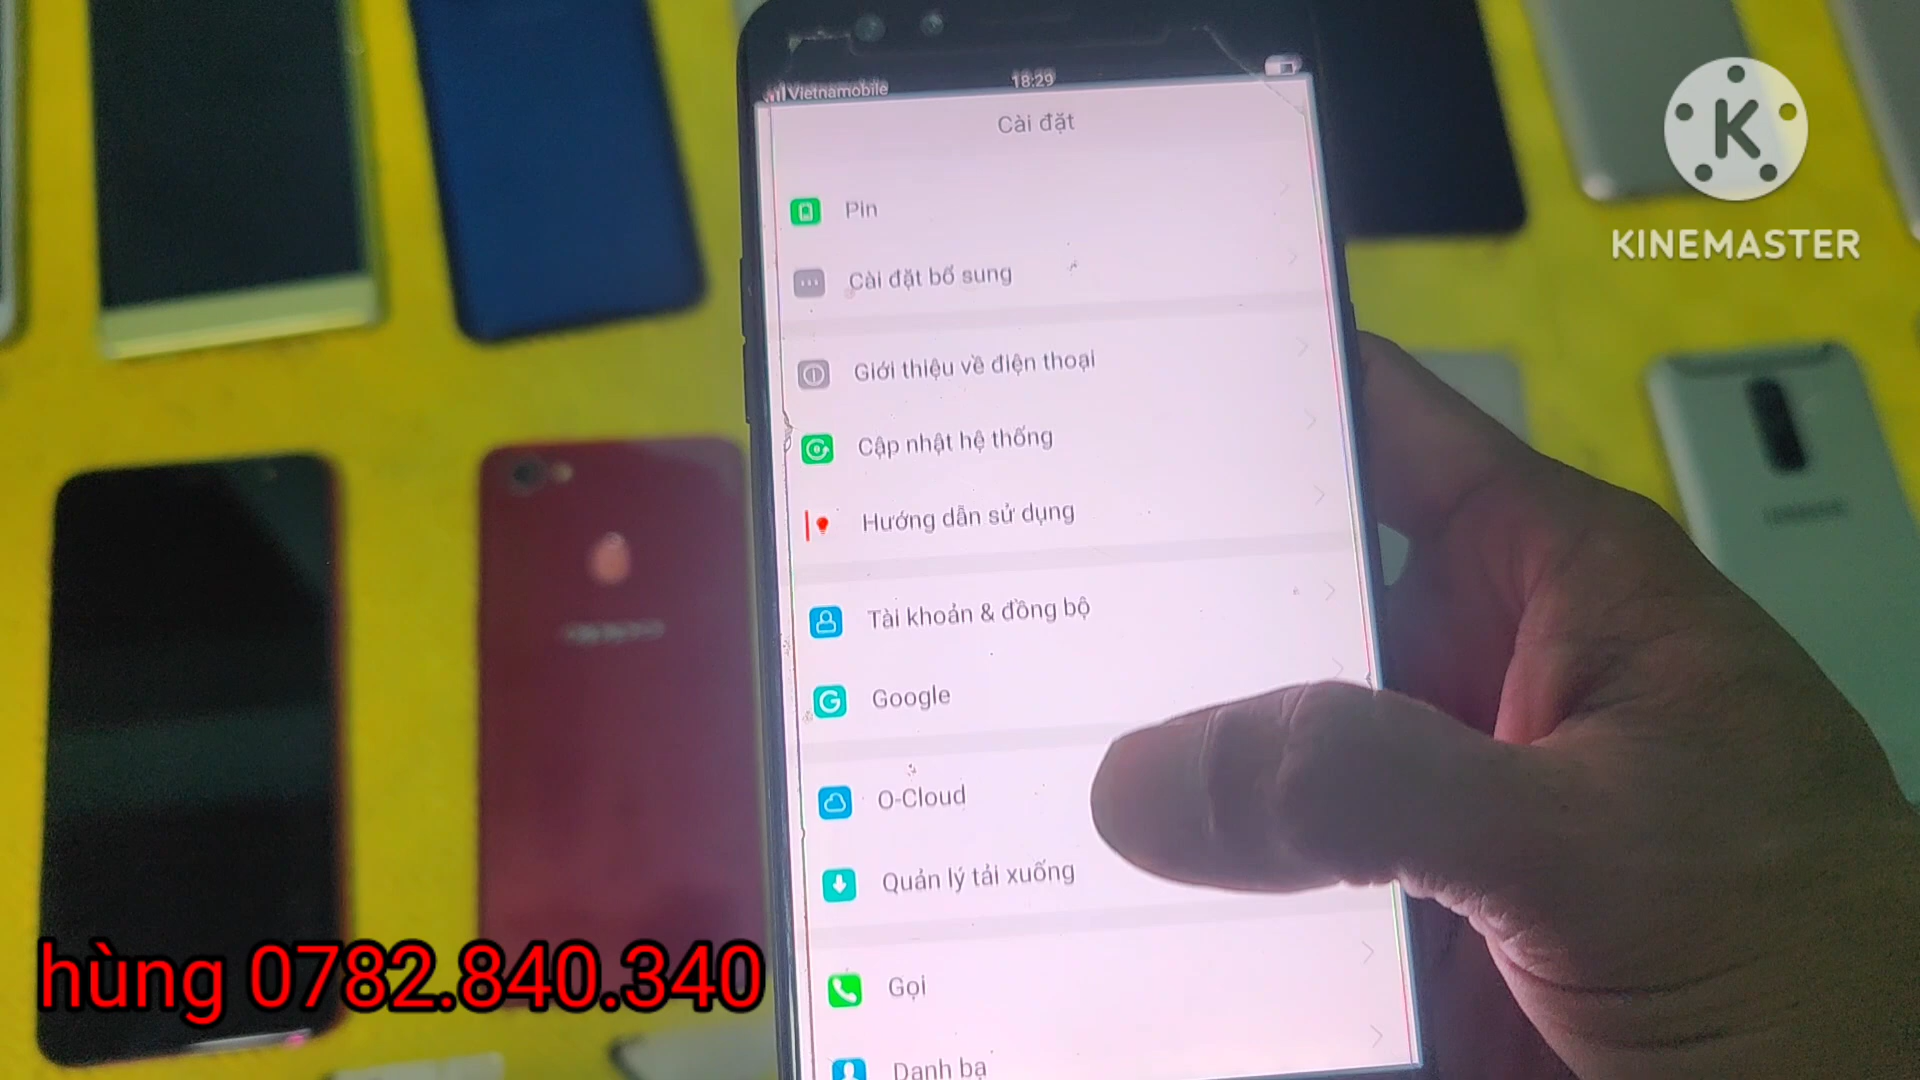 Vietnamobile
18:29
Cài đặt
Pin
Cài đặt bổ sung
Giới thiệu về điện thoại
Cập nhật hệ thống
Hướng dẫn sử dụng
Tài khoản & đồng bộ
Google
O-Cloud
Quản lý tải xuống
Gọi
Danh bạ
K
KINEMASTER
hùng 0782.840.340